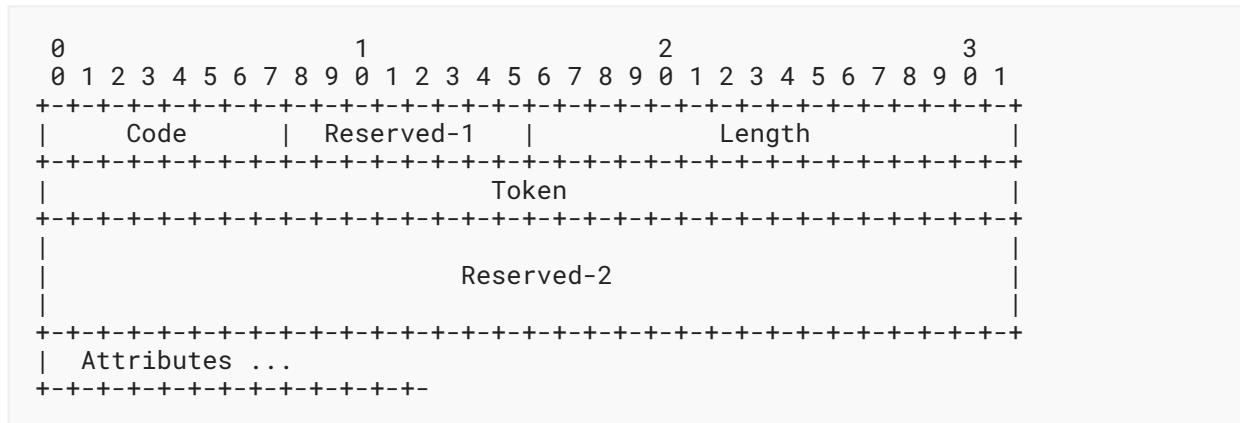 0                   1                   2                   3
 0 1 2 3 4 5 6 7 8 9 0 1 2 3 4 5 6 7 8 9 0 1 2 3 4 5 6 7 8 9 0 1
+-+-+-+-+-+-+-+-+-+-+-+-+-+-+-+-+-+-+-+-+-+-+-+-+-+-+-+-+-+-+-+-+
|     Code      |  Reserved-1   |            Length             |
+-+-+-+-+-+-+-+-+-+-+-+-+-+-+-+-+-+-+-+-+-+-+-+-+-+-+-+-+-+-+-+-+
|                             Token                             |
+-+-+-+-+-+-+-+-+-+-+-+-+-+-+-+-+-+-+-+-+-+-+-+-+-+-+-+-+-+-+-+-+
|                                                               |
|                           Reserved-2                          |
|                                                               |
+-+-+-+-+-+-+-+-+-+-+-+-+-+-+-+-+-+-+-+-+-+-+-+-+-+-+-+-+-+-+-+-+
|  Attributes ...
+-+-+-+-+-+-+-+-+-+-+-+-+-